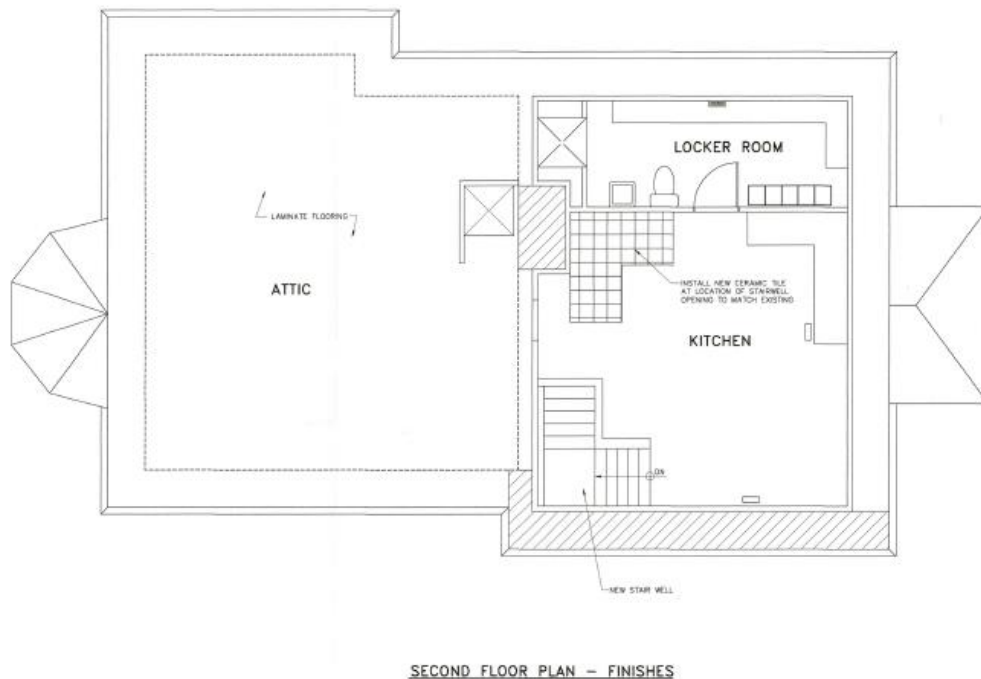 LOCKER ROOM
LAMINATE FLOORING
ATTIC
INSTALL NEW CERAMIC TILE
AT LOCATION OF STAIRWELL
OPENING TO MATCH EXISTING
KITCHEN
DN
NEW STAIR WELL
SECOND FLOOR PLAN - FINISHES